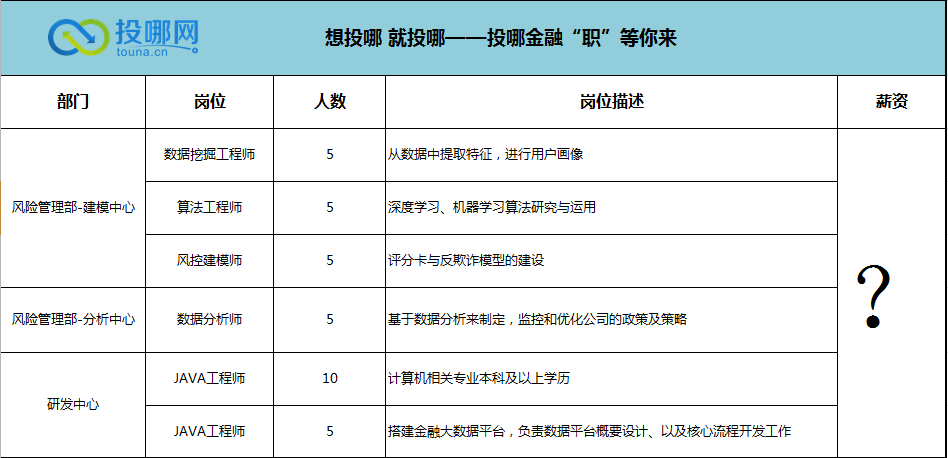 投哪网
touna.cn
想投哪 就投哪——投哪金融“职”等你来
部门 岗位 人数 岗位描述 薪资
风险管理部-建模中心
数据挖掘工程师 5 从数据中提取特征，进行用户画像
算法工程师 5 深度学习、机器学习算法研究与运用
风控建模师 5 评分卡与反欺诈模型的建设
？
风险管理部-分析中心 数据分析师 5 基于数据分析来制定，监控和优化公司的政策及策略
研发中心
JAVA工程师 10 计算机相关专业本科及以上学历
JAVA工程师 5 搭建金融大数据平台，负责数据平台概要设计、以及核心流程开发工作